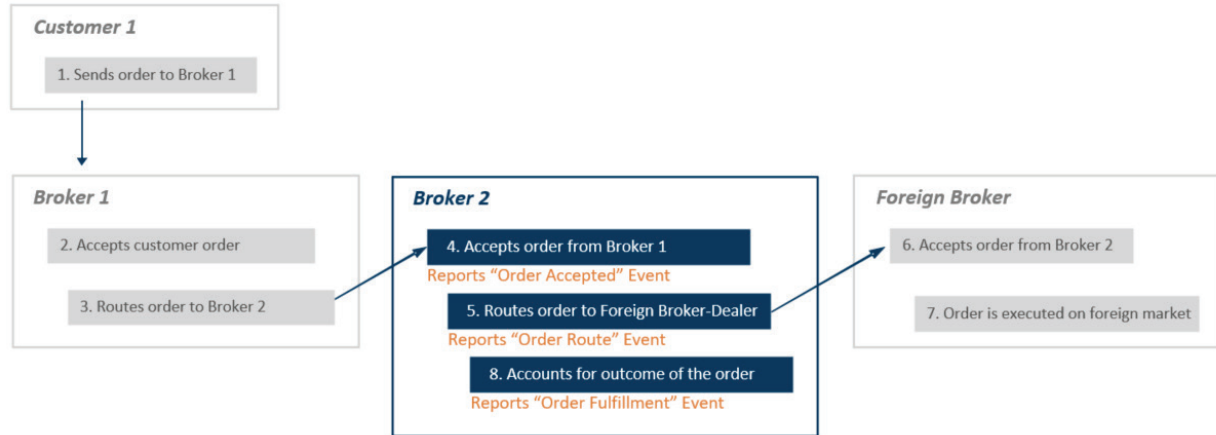 Customer 1
1. Sends order to Broker 1
Broker 1
2. Accepts customer order
3. Routes order to Broker 2
Broker 2
4. Accepts order from Broker 1
Reports “Order Accepted” Event
5. Routes order to Foreign Broker-Dealer
Reports “Order Route” Event
8. Accounts for outcome of the order
Reports “Order Fulfillment” Event
Foreign Broker
6. Accepts order from Broker 2
7. Order is executed on foreign market